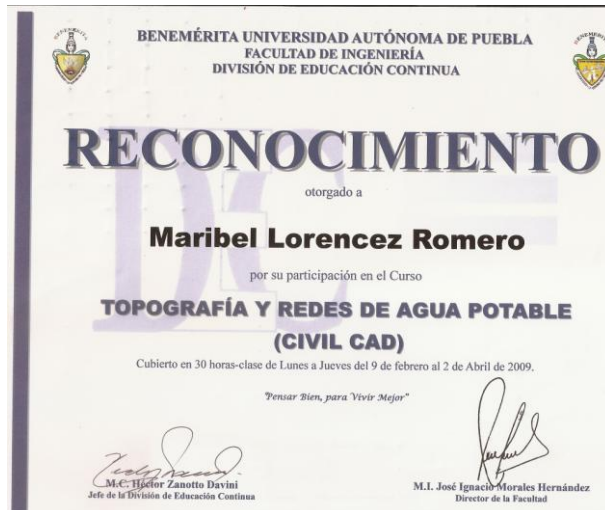 BENEMÉRITA UNIVERSIDAD AUTÓNOMA DE PUEBLA
FACULTAD DE INGENIERÍA
DIVISIÓN DE EDUCACIÓN CONTINUA
DEC
RECONOCIMIENTO
otorgado a
Maribel Lorencez Romero
por su participación en el Curso
TOPOGRAFÍA Y REDES DE AGUA POTABLE
(CIVIL CAD)
Cubierto en 30 horas-clase de Lunes a Jueves del 9 de febrero al 2 de Abril de 2009.
"Pensar Bien, para Vivir Mejor"
M.C. Héctor Zanotto Davini
Jefe de la División de Educación Continua
M.I. José Ignacio Morales Hernández
Director de la Facultad